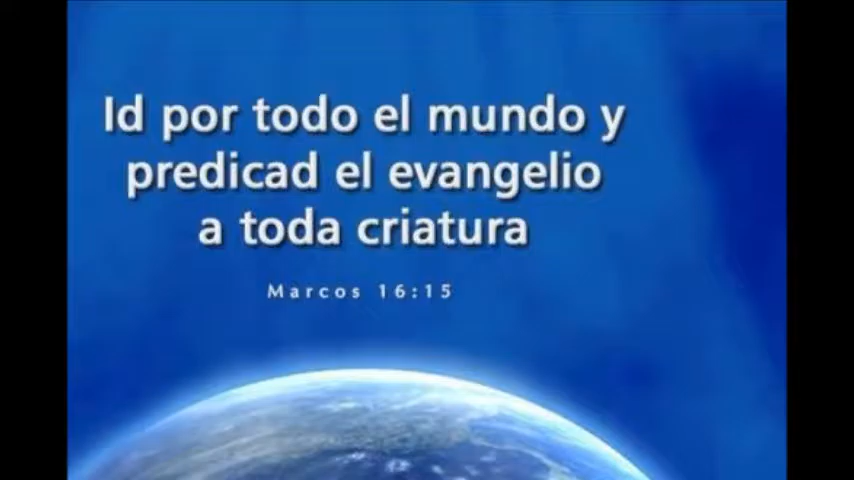 Id por todo el mundo y
predicad el evangelio
a toda criatura
Marcos 16:15